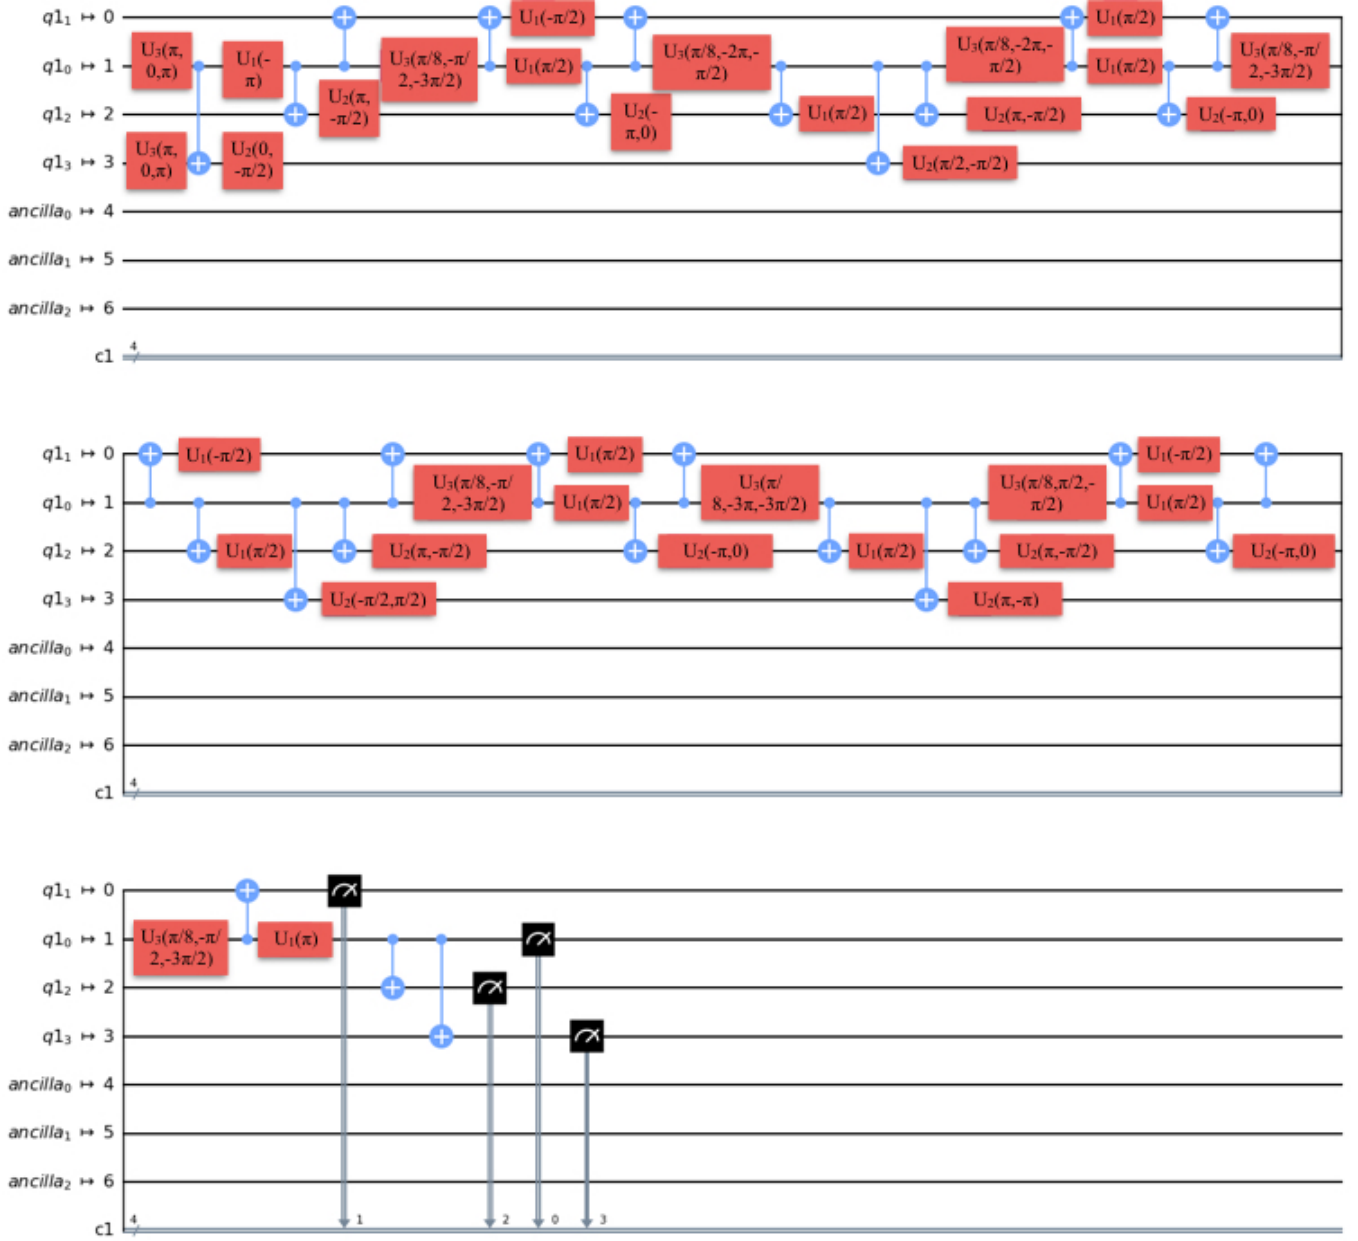 q1₁ ↦ 0
U₁(-π/2)
U₁(π/2)
q1₀ ↦ 1
U₃(π,
0,π)
U₁(-
π)
U₃(π/8,-π/
2,-3π/2)
U₁(π/2)
U₃(π/8,-2π,-
π/2)
U₃(π/8,-2π,-
π/2)
U₁(π/2)
U₃(π/8,-π/
2,-3π/2)
q1₂ ↦ 2
U₂(π,
-π/2)
U₂(-
π,0)
U₁(π/2)
U₂(π,-π/2)
U₂(-π,0)
q1₃ ↦ 3
U₃(π,
0,π)
U₂(0,
-π/2)
U₂(π/2,-π/2)
ancilla₀ ↦ 4
ancilla₁ ↦ 5
ancilla₂ ↦ 6
c1
4
q1₁ ↦ 0
U₁(-π/2)
U₁(π/2)
U₁(-π/2)
q1₀ ↦ 1
U₃(π/8,-π/
2,-3π/2)
U₁(π/2)
U₃(π/
8,-3π,-3π/2)
U₃(π/8,π/2,-
π/2)
U₁(π/2)
q1₂ ↦ 2
U₁(π/2)
U₂(π,-π/2)
U₂(-π,0)
U₁(π/2)
U₂(π,-π/2)
U₂(-π,0)
q1₃ ↦ 3
U₂(-π/2,π/2)
U₂(π,-π)
ancilla₀ ↦ 4
ancilla₁ ↦ 5
ancilla₂ ↦ 6
c1
4
q1₁ ↦ 0
q1₀ ↦ 1
U₃(π/8,-π/
2,-3π/2)
U₁(π)
q1₂ ↦ 2
q1₃ ↦ 3
ancilla₀ ↦ 4
ancilla₁ ↦ 5
ancilla₂ ↦ 6
c1
4
1
2
0
3